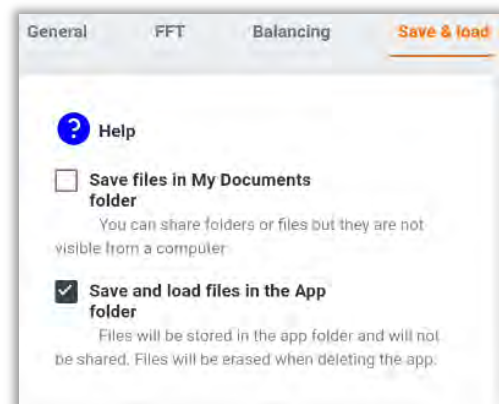 General FFT Balancing Save & load
? Help
Save files in My Documents
folder
You can share folders or files but they are not
visible from a computer
Save and load files in the App
folder
Files will be stored in the app folder and will not
be shared. Files will be erased when deleting the app.